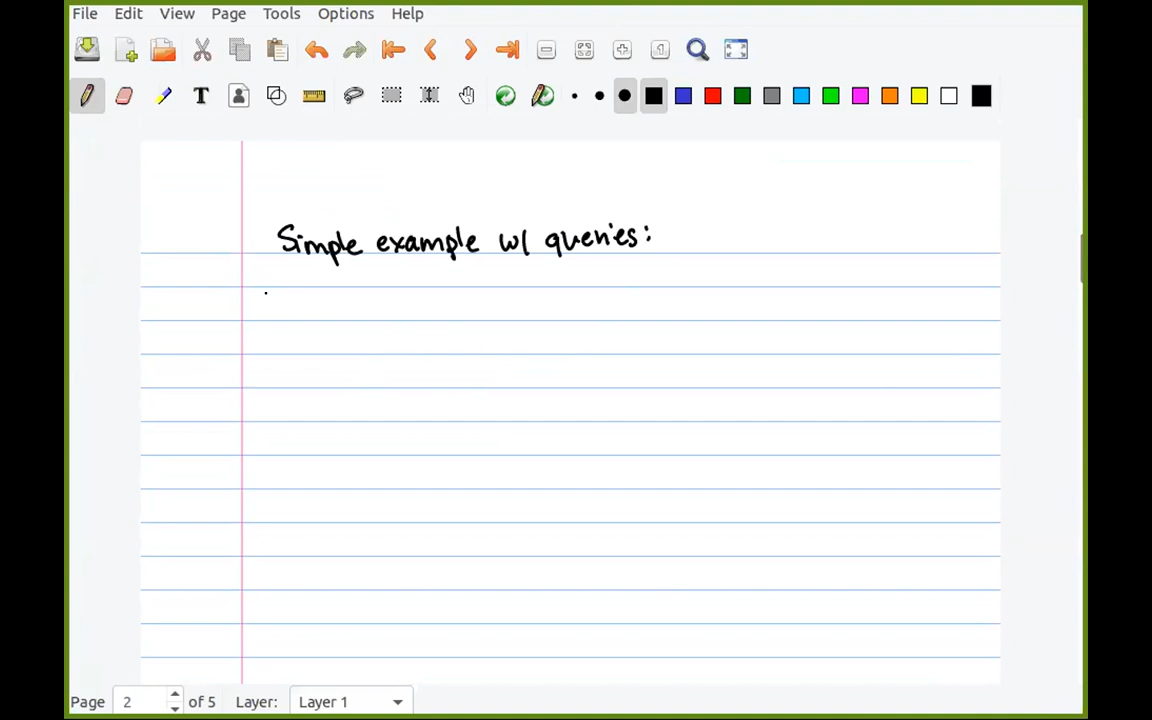 File Edit View Page Tools Options Help
T
Simple example w/ queries:
Page 2 of 5 Layer: Layer 1